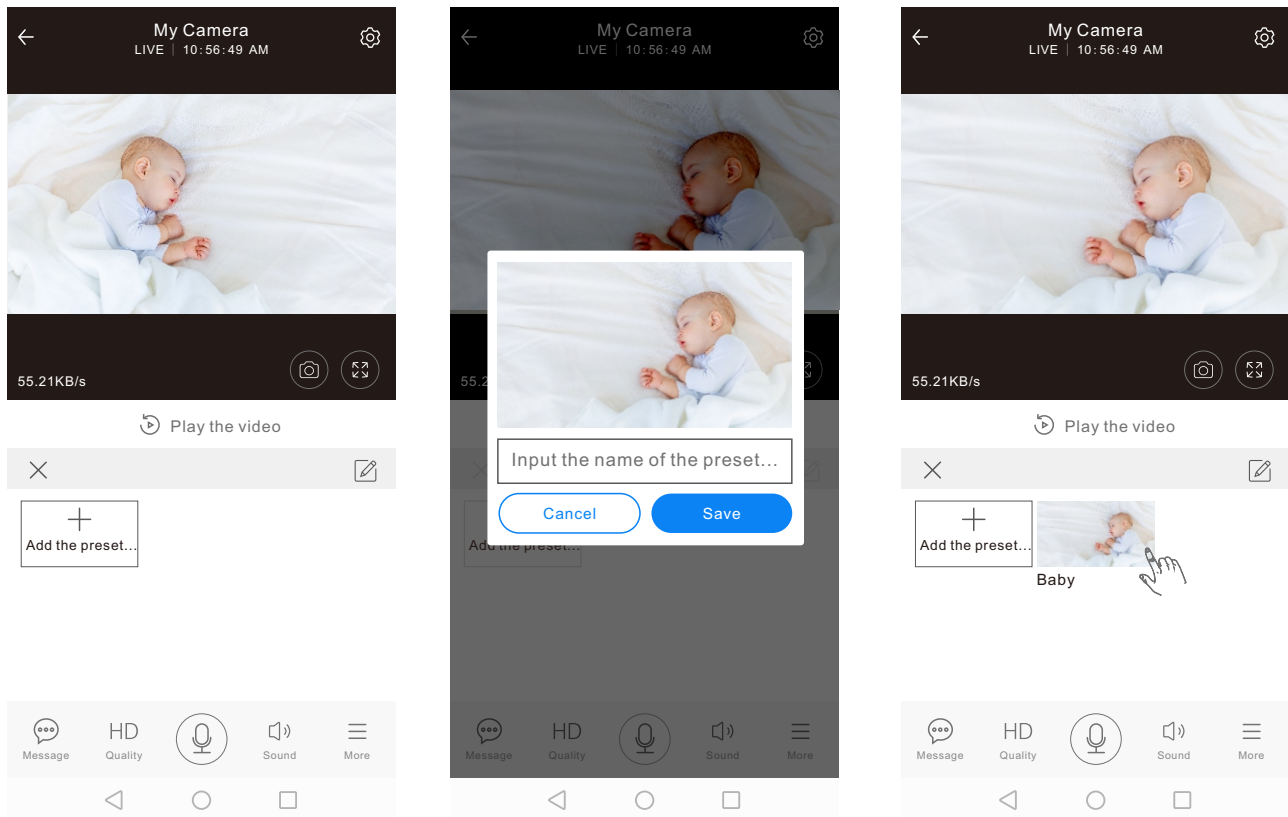 My Camera
LIVE | 10:56:49 AM
55.21KB/s
Play the video
Add the preset...
Message
HD
Quality
Sound
More
My Camera
LIVE | 10:56:49 AM
55.2
Input the name of the preset...
Cancel
Save
Add the preset...
Message
HD
Quality
Sound
More
My Camera
LIVE | 10:56:49 AM
55.21KB/s
Play the video
Add the preset...
Baby
Message
HD
Quality
Sound
More